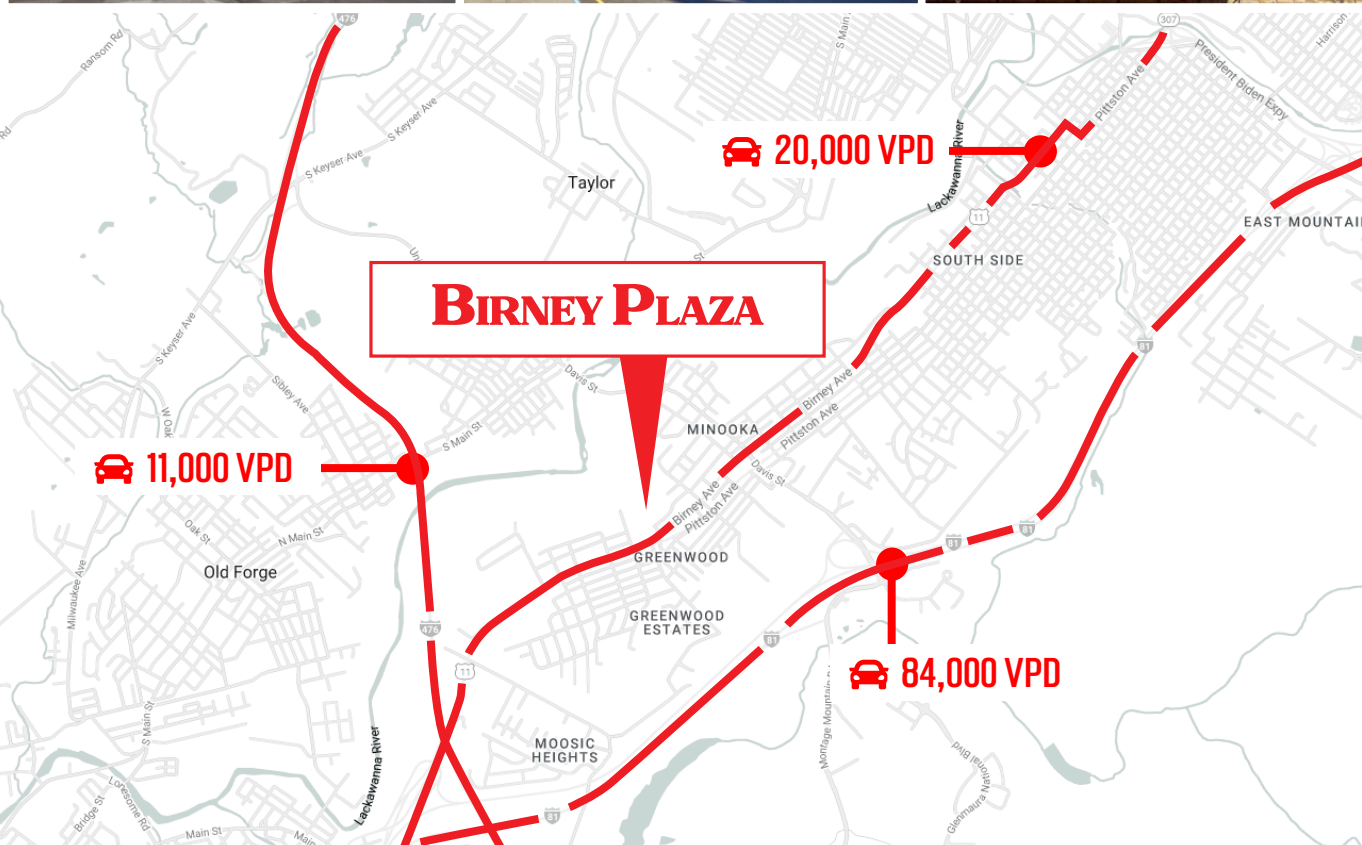 476
307
Ransom Rd
S Main St
Harrison
President Biden Expy
Pittston Ave
S Keyser Ave
Rd
20,000 VPD
S Keyser Ave
Lackawanna River
Taylor
11
EAST MOUNTAI
St
SOUTH SIDE
BIRNEY PLAZA
S Keyser Ave
81
Davis St
Sibley Ave
Birney Ave
Pittston Ave
W Oak
MINOOKA
S Main St
11,000 VPD
Davis St
Birney Ave
Pittston Ave
Oak St
N Main St
81
81
GREENWOOD
Old Forge
Milwaukee Ave
GREENWOOD
ESTATES
476
81
11
84,000 VPD
Montage Mountain
S Main St
MOOSIC
HEIGHTS
Lackawanna River
Glenmaura National Blvd
Lonesome Rd
Bridge St
81
Main St
Main